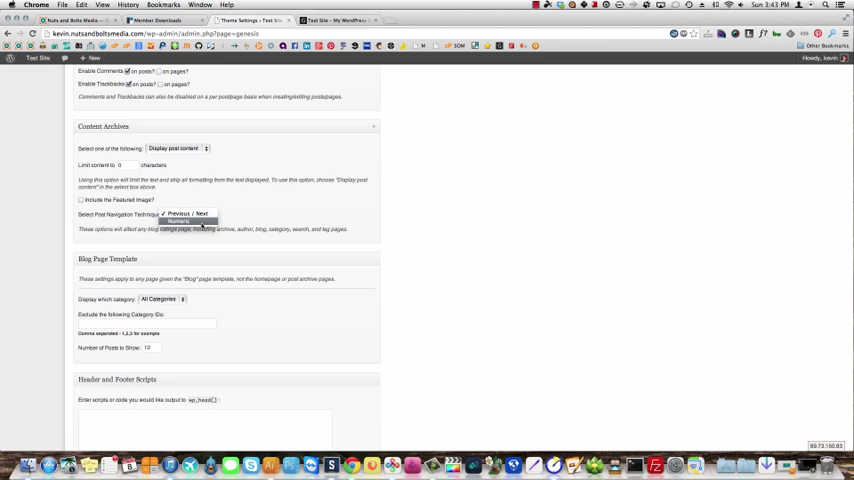 Chrome File Edit View History Bookmarks Window Help
Sun 3:43 PM
Nuts and Bolts Media
Member Downloads
Theme Settings ‹ Test Site
Test Site - My WordPress
kevin.nutsandboltsmedia.com/wp-admin/admin.php?page=genesis
Other Bookmarks
Test Site
+ New
Howdy, kevin
Enable Comments on posts? on pages?
Enable Trackbacks on posts? on pages?
Comments and Trackbacks can also be disabled on a per post/page basis when creating/editing posts/pages.
Content Archives
Select one of the following: Display post content
Limit content to 0 characters
Using this option will limit the text and strip all formatting from the text displayed. To use this option, choose "Display post
content" in the select box above.
Include the Featured Image?
Select Post Navigation Technique ✓ Previous / Next
Numeric
These options will affect any blog listings page, including archive, author, blog, category, search, and tag pages.
Blog Page Template
These settings apply to any page given the "Blog" page template, not the homepage or post archive pages.
Display which category: All Categories
Exclude the following Category IDs:
Comma separated - 1,2,3 for example
Number of Posts to Show: 10
Header and Footer Scripts
Enter scripts or code you would like output to wp_head() :
69.73.150.83